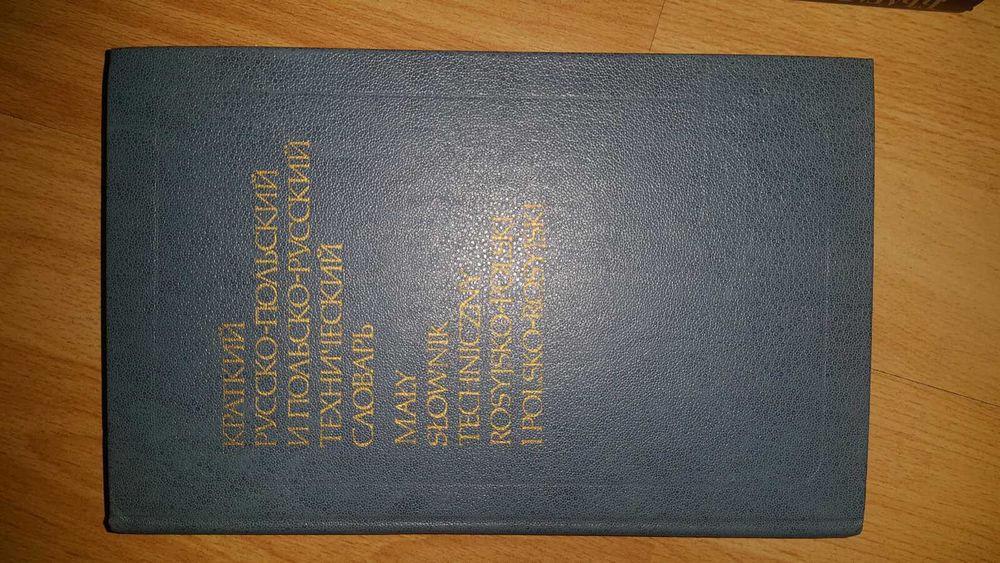 КРАТКИЙ
РУССКО-ПОЛЬСКИЙ
И ПОЛЬСКО-РУССКИЙ
ТЕХНИЧЕСКИЙ
СЛОВАРЬ
MAŁY
SŁOWNIK
TECHNICZNY
ROSYJSKO-POLSKI
I POLSKO-ROSYJSKI